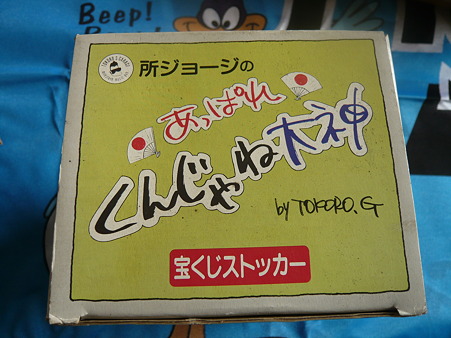 Beep!
Be
所ジョージの
あっぱれ
くんじゃね大神
by TOKORO.G
宝くじストッカー